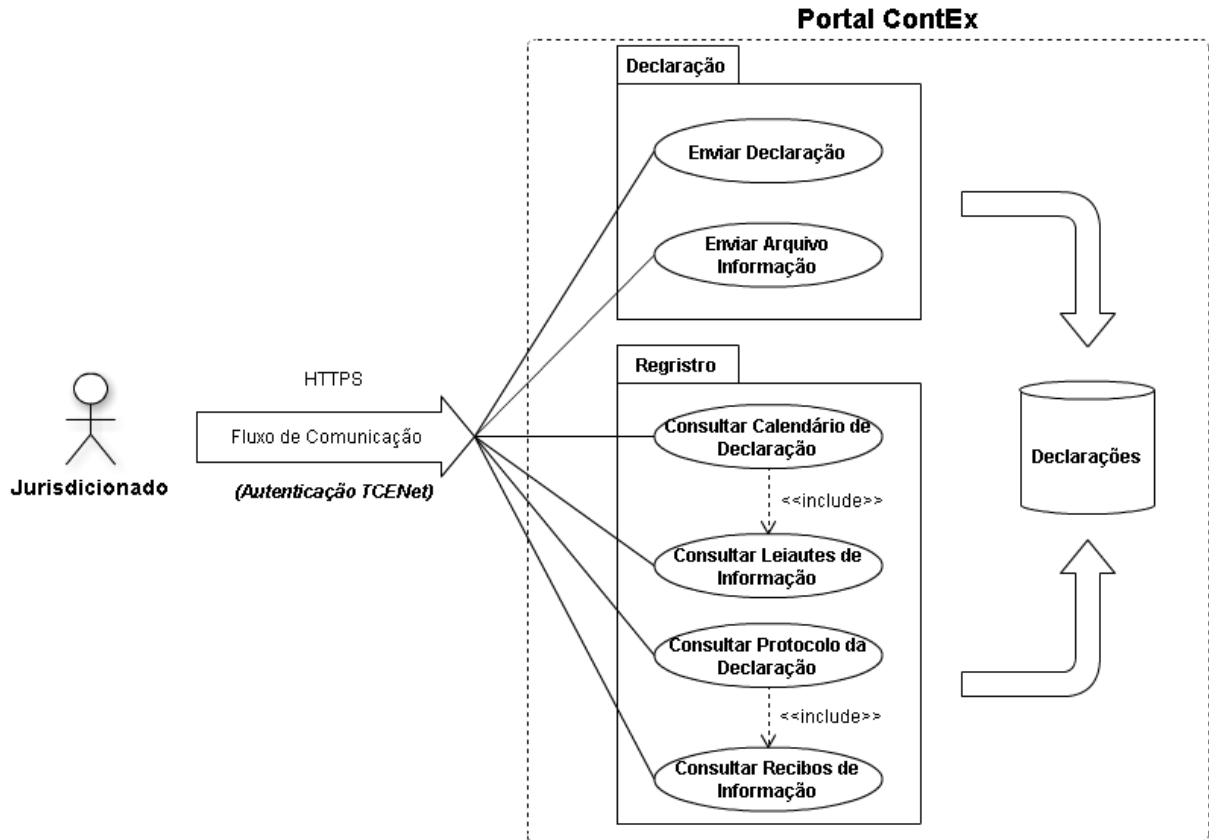 Portal ContEx
Declaração
Enviar Declaração
Enviar Arquivo
Informação
Regristro
HTTPS
Fluxo de Comunicação
(Autenticação TCENet)
Jurisdicionado
Consultar Calendário de
Declaração
<<include>>
Consultar Leiautes de
Informação
Consultar Protocolo da
Declaração
<<include>>
Consultar Recibos de
Informação
Declarações